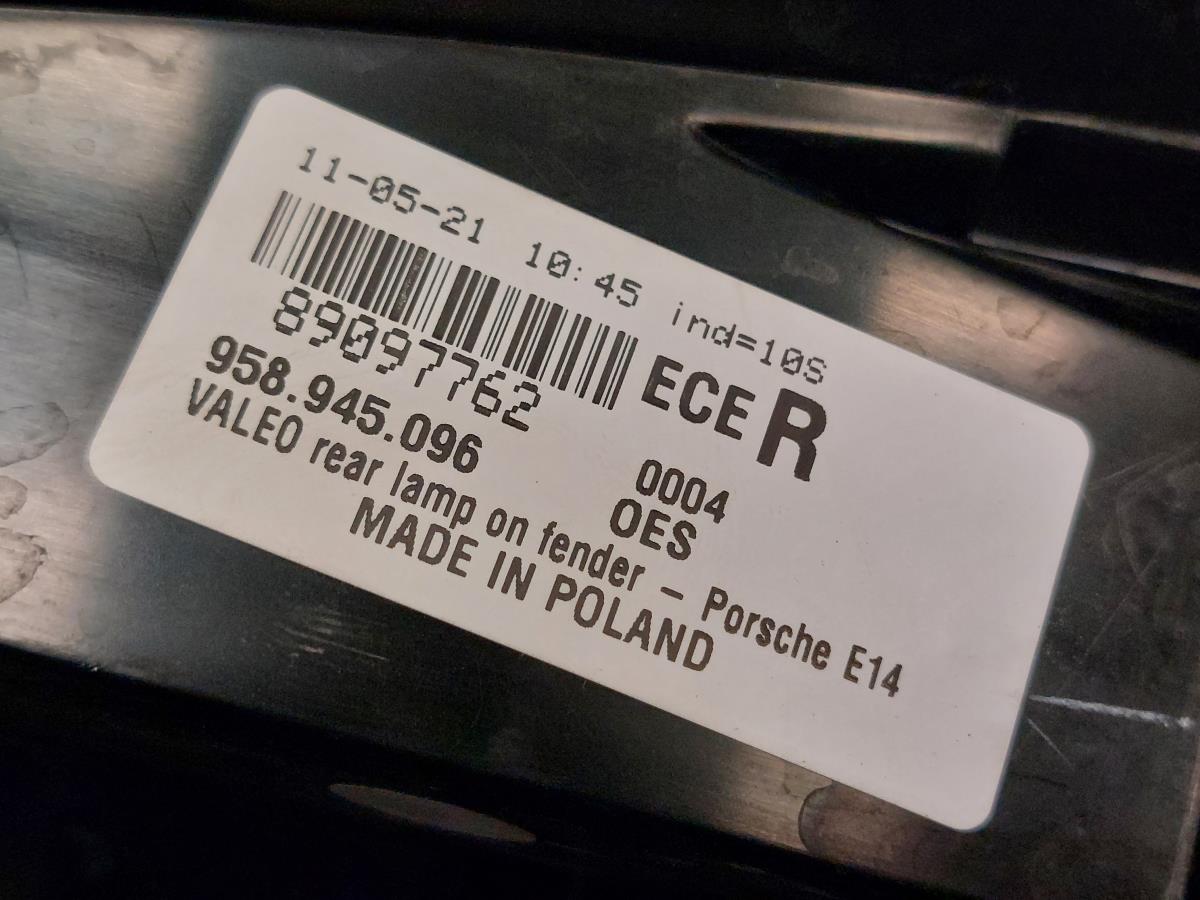 11-05-21 10:45 ind=10S
89097762 ECE R
958.945.096 0004
OES
VALEO rear lamp on fender – Porsche E14
MADE IN POLAND